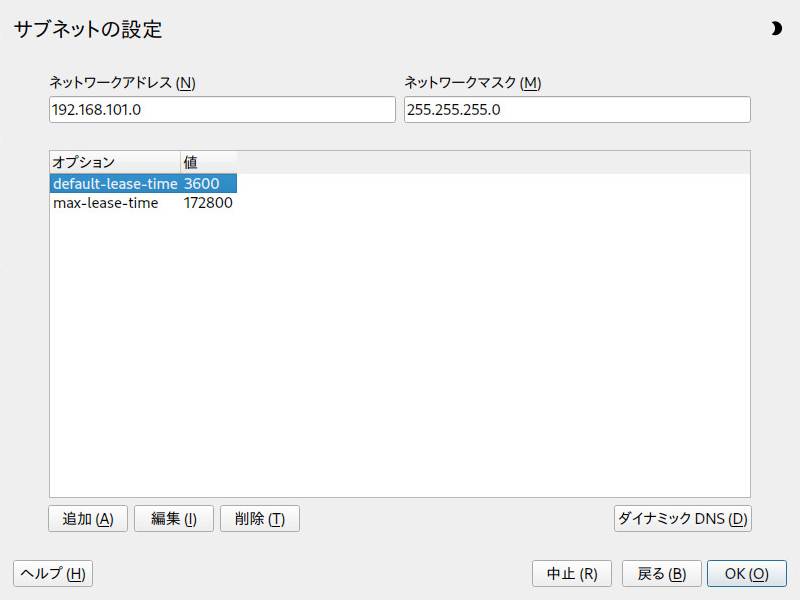 サブネットの設定
ネットワークアドレス (N) ネットワークマスク (M)
192.168.101.0 255.255.255.0
オプション 値
default-lease-time 3600
max-lease-time 172800
追加 (A) 編集 (I) 削除 (T) ダイナミック DNS (D)
ヘルプ (H) 中止 (R) 戻る (B) OK (O)